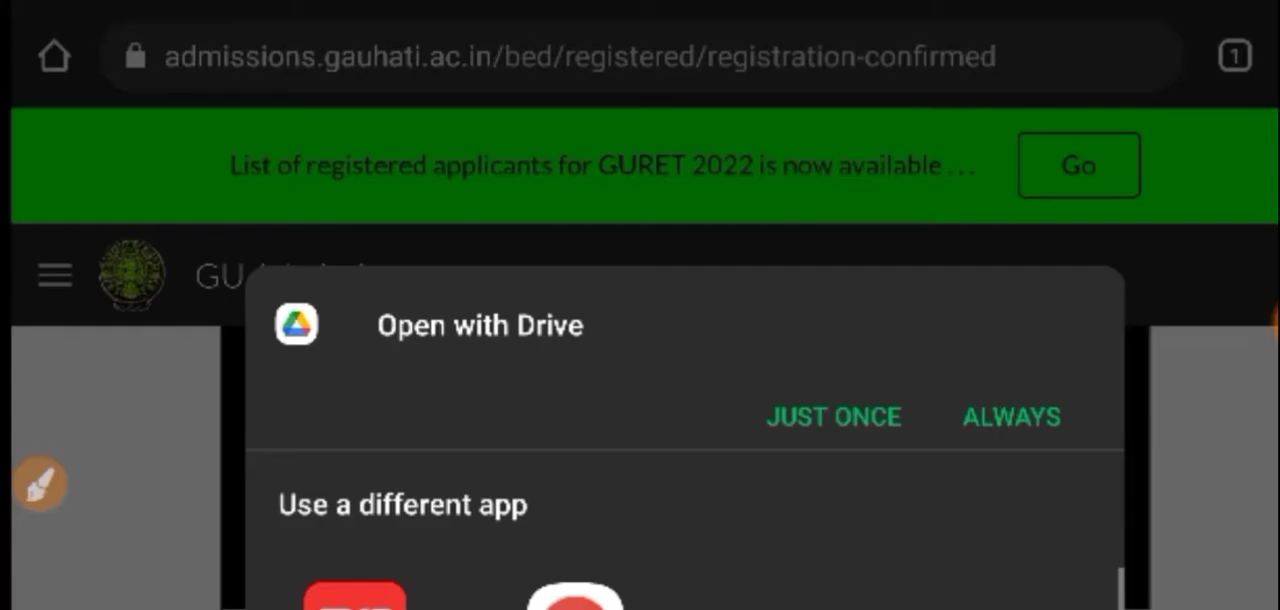 admissions.gauhati.ac.in/bed/registered/registration-confirmed
1
List of registered applicants for GURET 2022 is now available ...
Go
GU
Open with Drive
JUST ONCE
ALWAYS
Use a different app